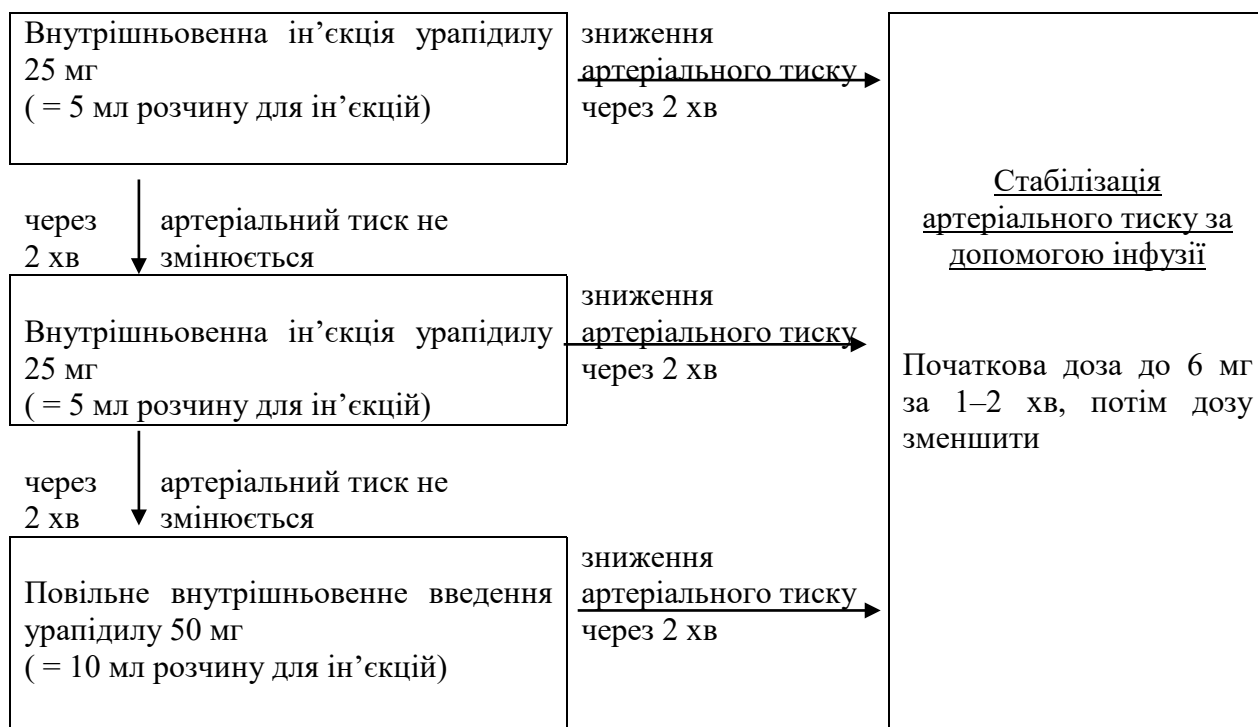 Внутрішньовенна ін’єкція урапідилу
25 мг
( = 5 мл розчину для ін’єкцій)
зниження
артеріального тиску
через 2 хв
через
2 хв
артеріальний тиск не
змінюється
Внутрішньовенна ін’єкція урапідилу
25 мг
( = 5 мл розчину для ін’єкцій)
зниження
артеріального тиску
через 2 хв
через
2 хв
артеріальний тиск не
змінюється
Повільне внутрішньовенне введення
урапідилу 50 мг
( = 10 мл розчину для ін’єкцій)
зниження
артеріального тиску
через 2 хв
Стабілізація
артеріального тиску за
допомогою інфузії
Початкова доза до 6 мг
за 1–2 хв, потім дозу
зменшити